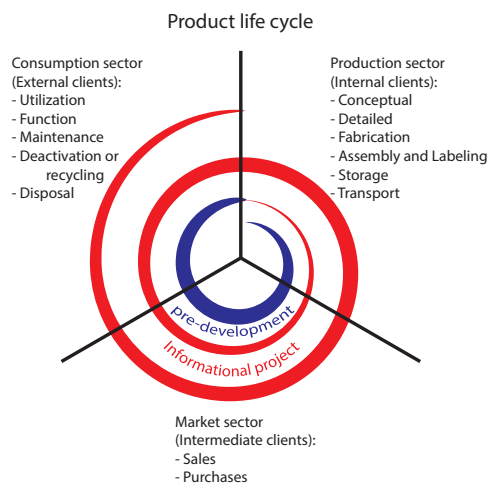 Product life cycle
Consumption sector
(External clients):
- Utilization
- Function
- Maintenance
- Deactivation or
recycling
- Disposal
Production sector
(Internal clients):
- Conceptual
- Detailed
- Fabrication
- Assembly and Labeling
- Storage
- Transport
pre-development
Informational project
Market sector
(Intermediate clients):
- Sales
- Purchases